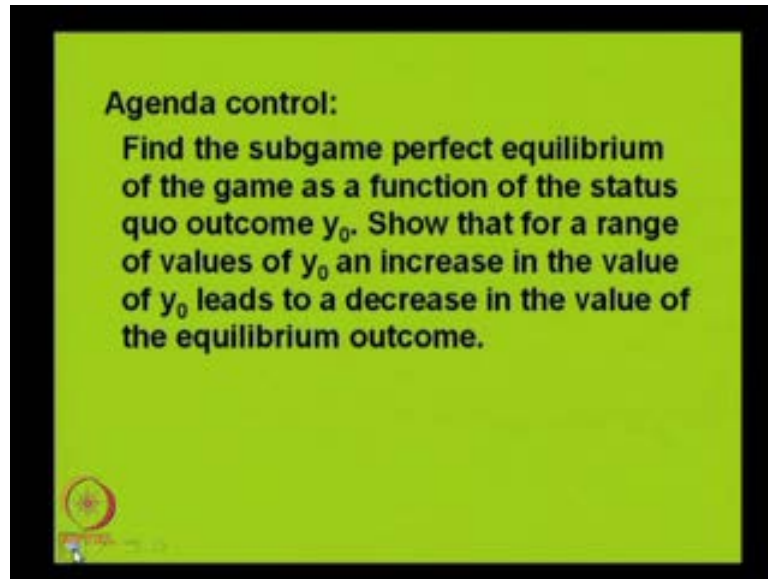 Agenda control:
Find the subgame perfect equilibrium
of the game as a function of the status
quo outcome y₀. Show that for a range
of values of y₀ an increase in the value
of y₀ leads to a decrease in the value of
the equilibrium outcome.